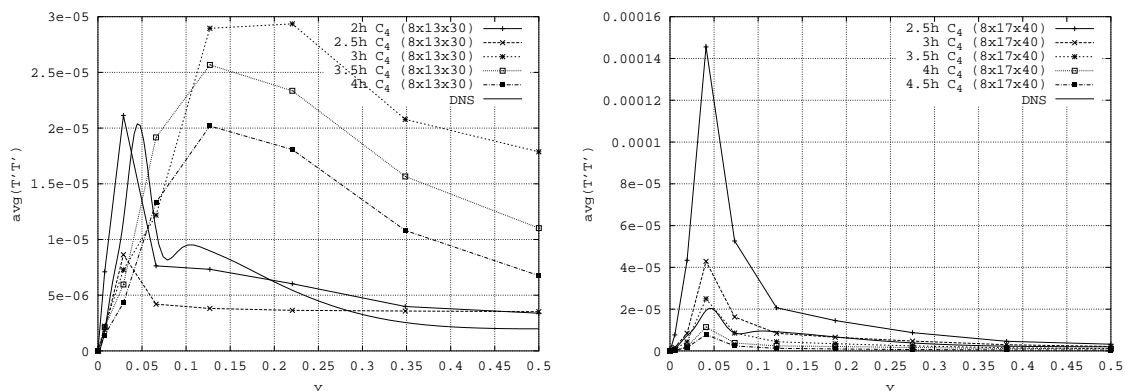 3e-05
2.5e-05
2e-05
1.5e-05
1e-05
5e-06
0
avg(T'T')
0 0.05 0.1 0.15 0.2 0.25 0.3 0.35 0.4 0.45 0.5
2h C4 (8x13x30)
2.5h C4 (8x13x30)
3h C4 (8x13x30)
3.5h C4 (8x13x30)
4h C4 (8x13x30)
DNS
0.00016
0.00014
0.00012
0.0001
8e-05
6e-05
4e-05
2e-05
0
avg(T'T')
0 0.05 0.1 0.15 0.2 0.25 0.3 0.35 0.4 0.45 0.5
2.5h C4 (8x17x40)
3h C4 (8x17x40)
3.5h C4 (8x17x40)
4h C4 (8x17x40)
4.5h C4 (8x17x40)
DNS